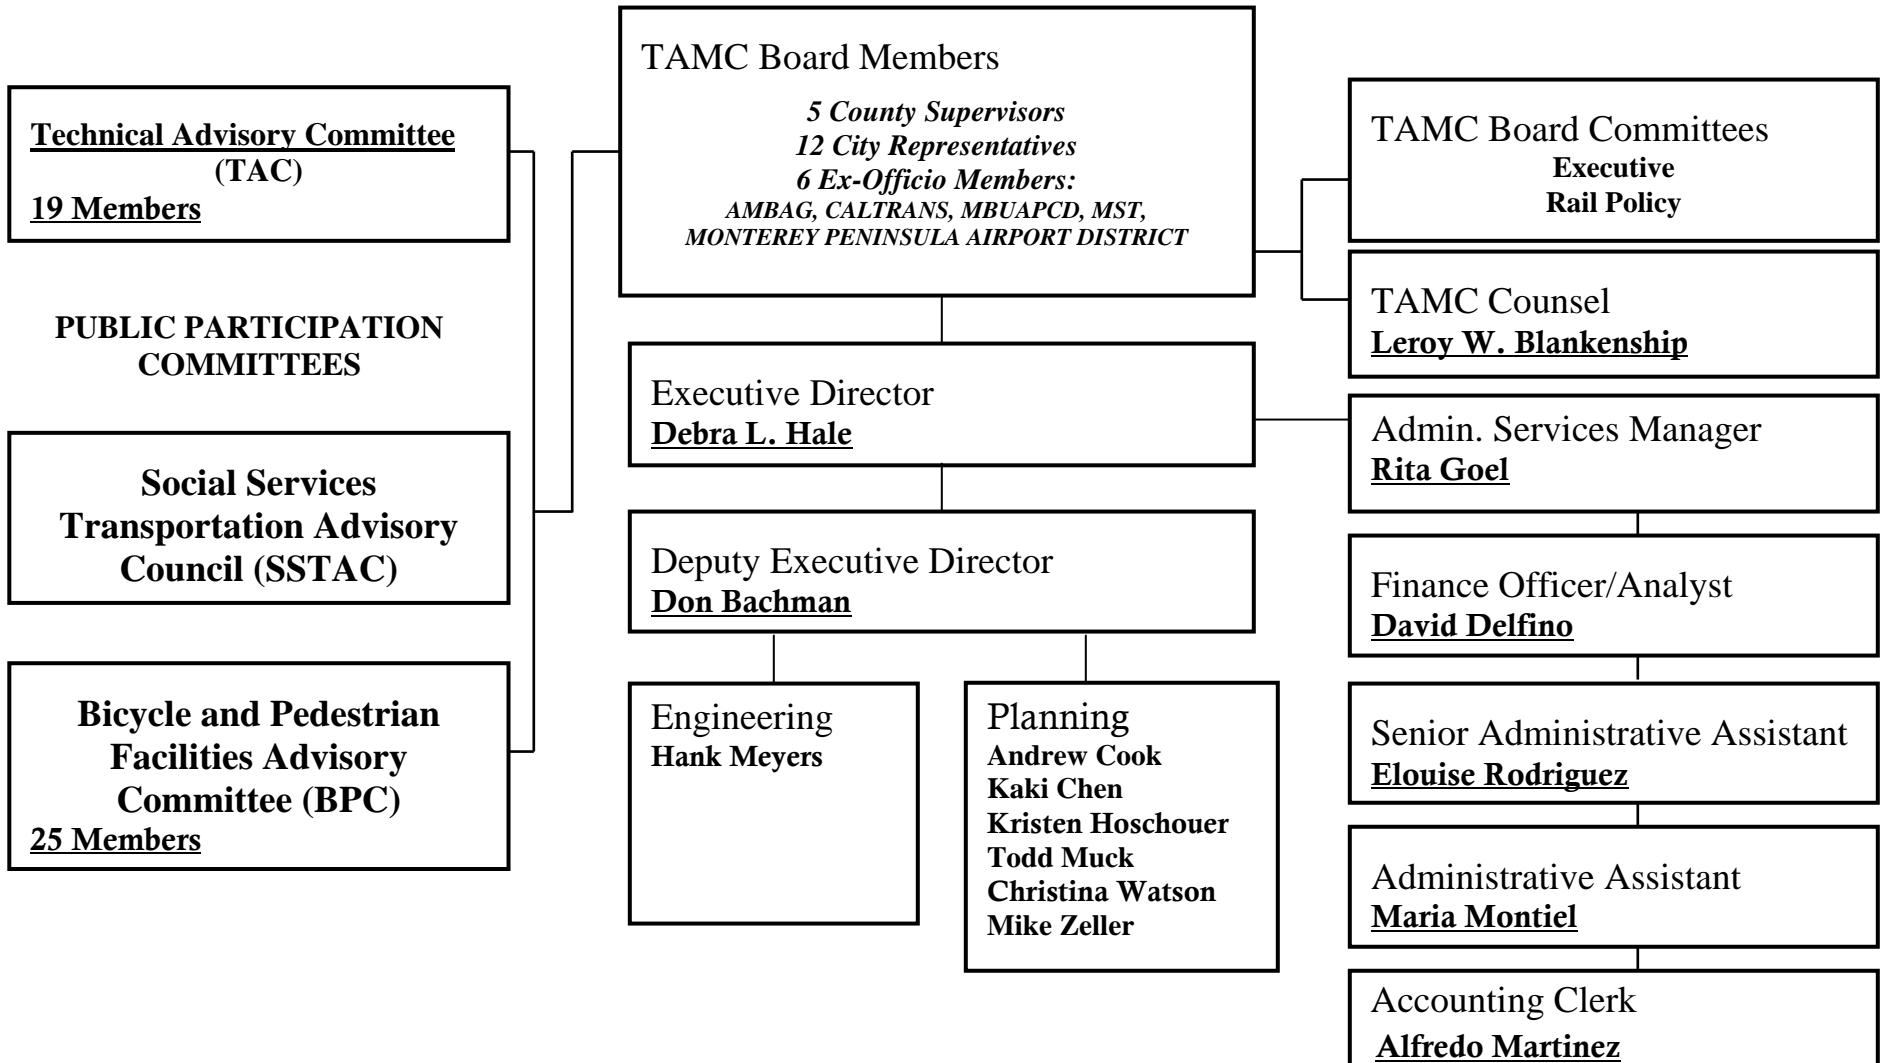 TAMC Board Members
5 County Supervisors
12 City Representatives
6 Ex-Officio Members:
AMBAG, CALTRANS, MBUAPCD, MST,
MONTEREY PENINSULA AIRPORT DISTRICT
Technical Advisory Committee
(TAC)
19 Members
PUBLIC PARTICIPATION
COMMITTEES
Social Services
Transportation Advisory
Council (SSTAC)
Bicycle and Pedestrian
Facilities Advisory
Committee (BPC)
25 Members
Executive Director
Debra L. Hale
Deputy Executive Director
Don Bachman
Engineering
Hank Meyers
Planning
Andrew Cook
Kaki Chen
Kristen Hoschouer
Todd Muck
Christina Watson
Mike Zeller
TAMC Board Committees
Executive
Rail Policy
TAMC Counsel
Leroy W. Blankenship
Admin. Services Manager
Rita Goel
Finance Officer/Analyst
David Delfino
Senior Administrative Assistant
Elouise Rodriguez
Administrative Assistant
Maria Montiel
Accounting Clerk
Alfredo Martinez